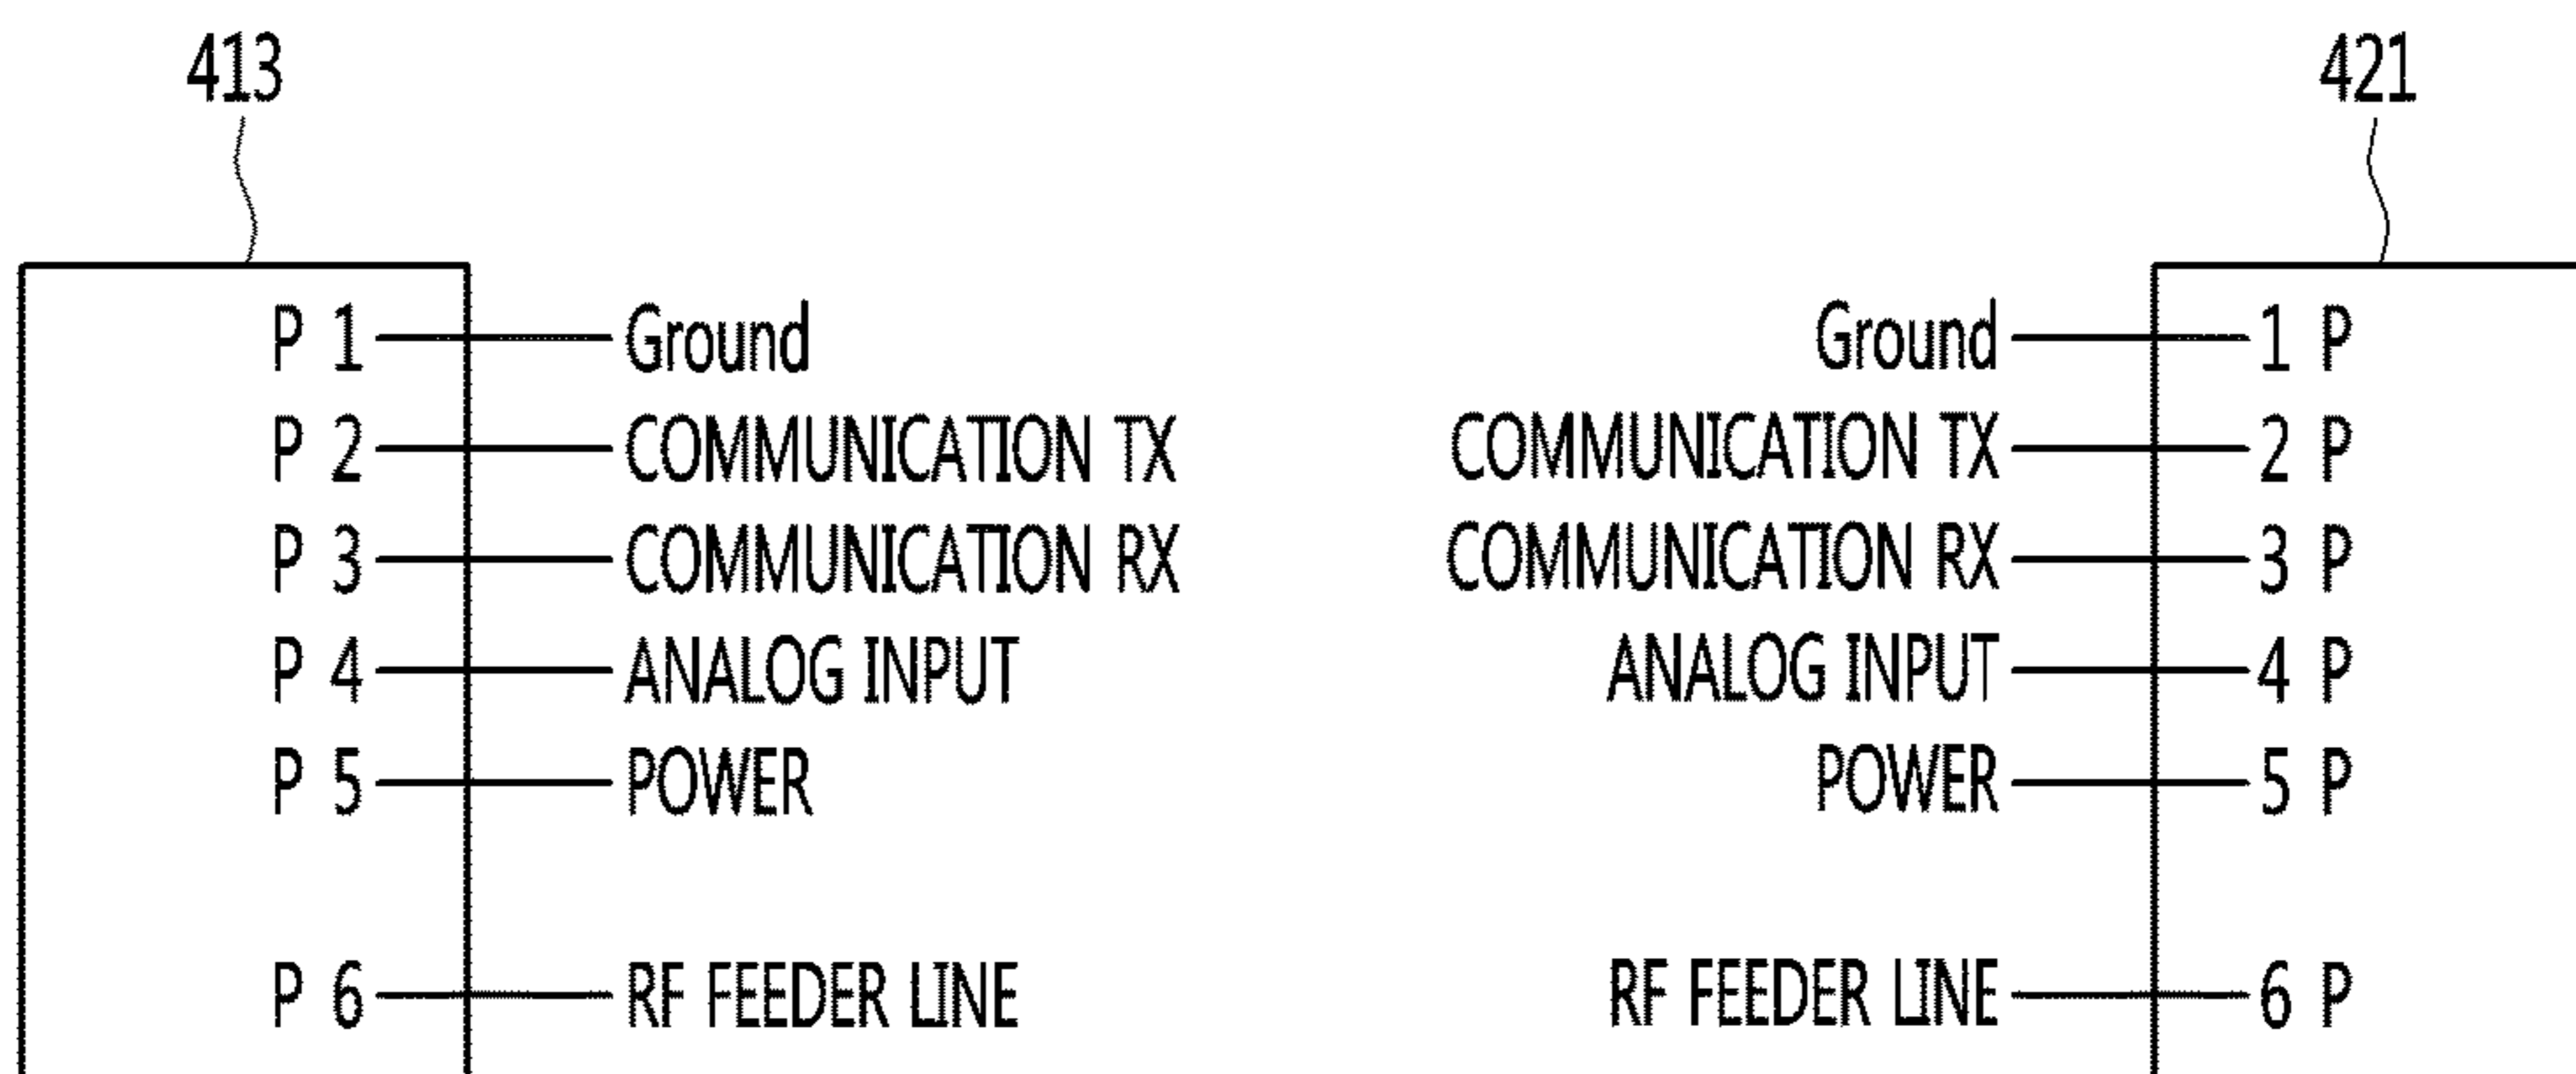 413 421
P 1 Ground Ground 1 P
P 2 COMMUNICATION TX COMMUNICATION TX 2 P
P 3 COMMUNICATION RX COMMUNICATION RX 3 P
P 4 ANALOG INPUT ANALOG INPUT 4 P
P 5 POWER POWER 5 P
P 6 RF FEEDER LINE RF FEEDER LINE 6 P